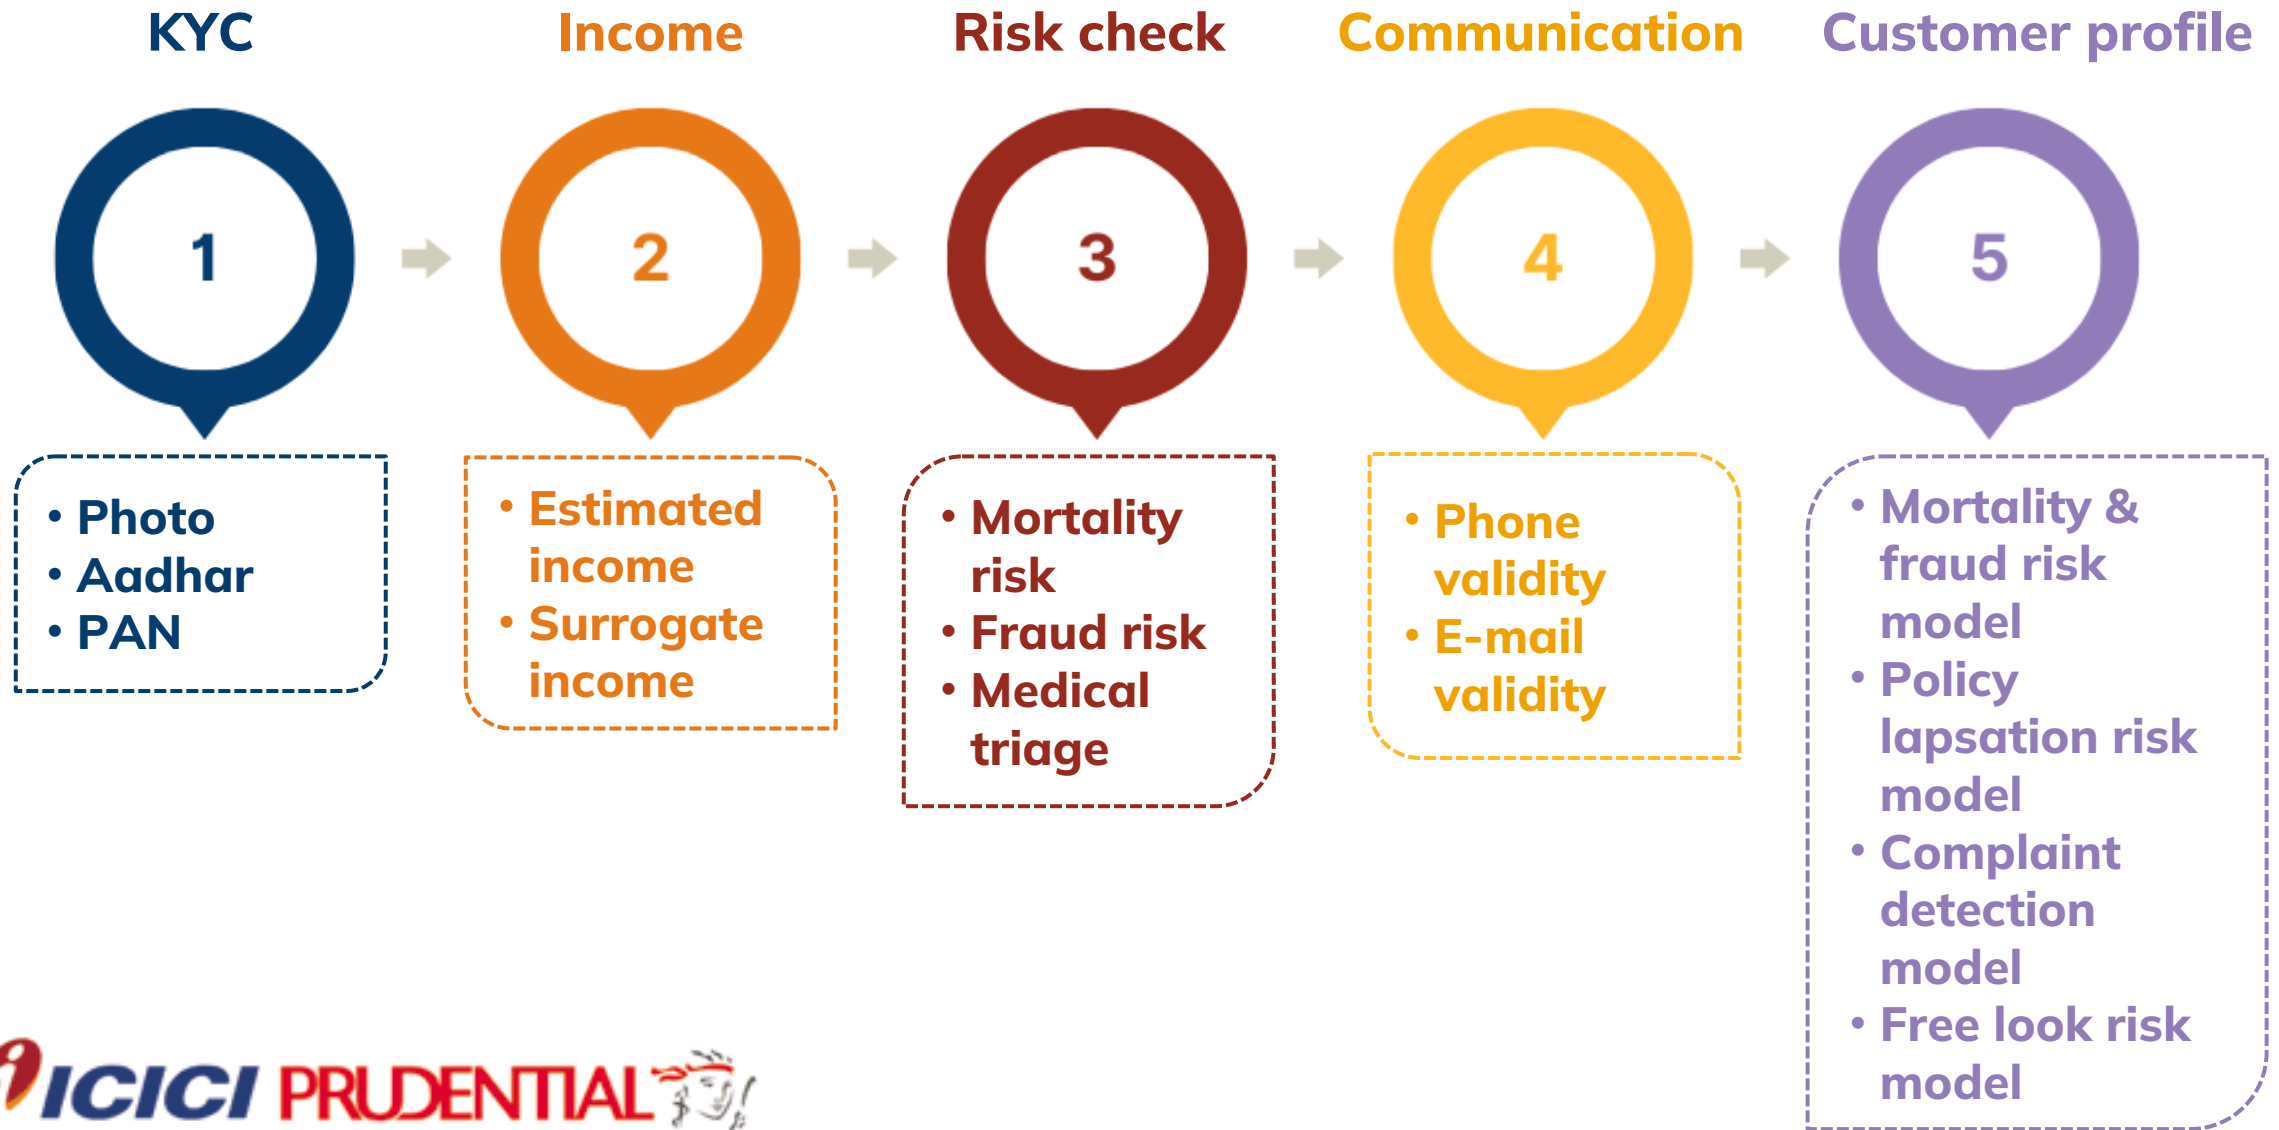 KYC
Income
Risk check
Communication
Customer profile
1
2
3
4
5
• Photo
• Aadhar
• PAN
• Estimated
income
• Surrogate
income
• Mortality
risk
• Fraud risk
• Medical
triage
• Phone
validity
• E-mail
validity
• Mortality &
fraud risk
model
• Policy
lapsation risk
model
• Complaint
detection
model
• Free look risk
model
ICICI PRUDENTIAL